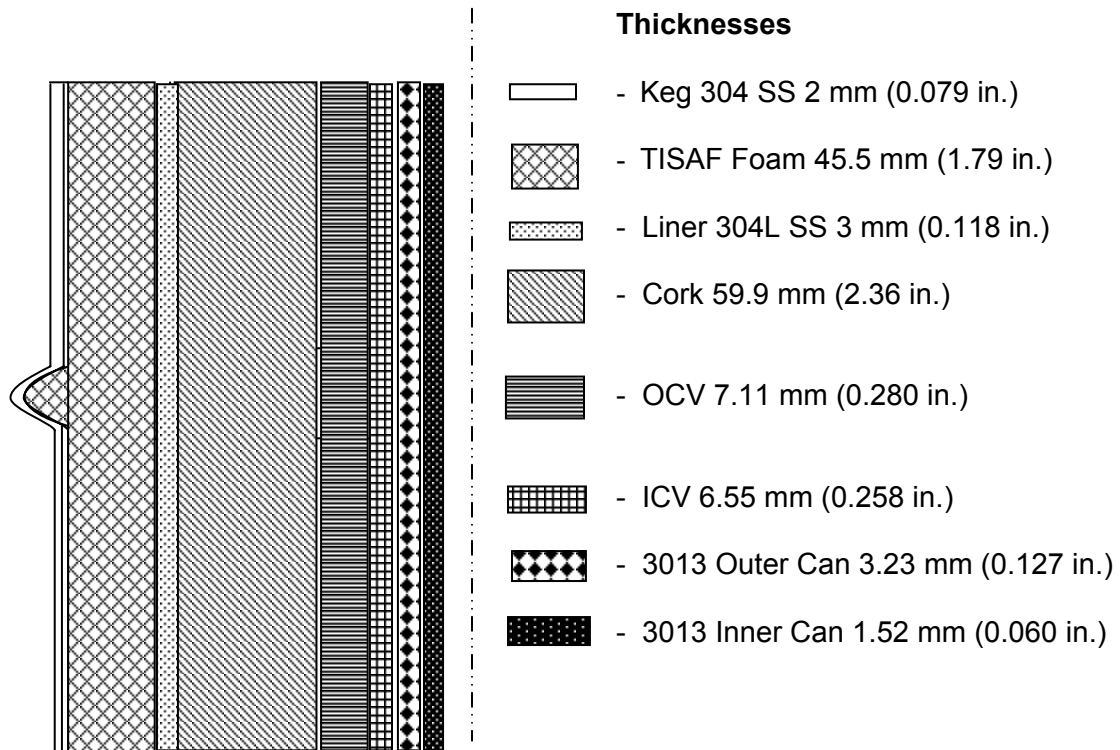 Thicknesses
- Keg 304 SS 2 mm (0.079 in.)
- TISAF Foam 45.5 mm (1.79 in.)
- Liner 304L SS 3 mm (0.118 in.)
- Cork 59.9 mm (2.36 in.)
- OCV 7.11 mm (0.280 in.)
- ICV 6.55 mm (0.258 in.)
- 3013 Outer Can 3.23 mm (0.127 in.)
- 3013 Inner Can 1.52 mm (0.060 in.)